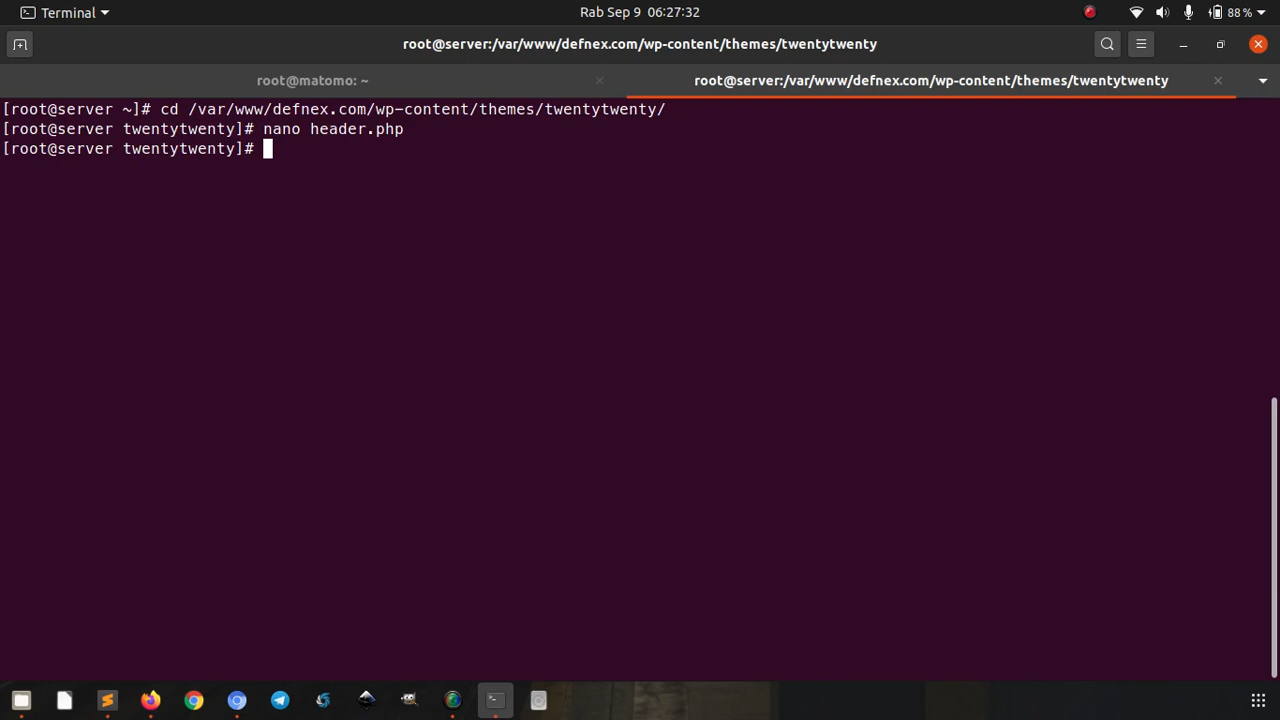 Terminal
Rab Sep 9 06:27:32
88 %
root@server:/var/www/defnex.com/wp-content/themes/twentytwenty
root@matomo: ~
root@server:/var/www/defnex.com/wp-content/themes/twentytwenty
[root@server ~]# cd /var/www/defnex.com/wp-content/themes/twentytwenty/
[root@server twentytwenty]# nano header.php
[root@server twentytwenty]#